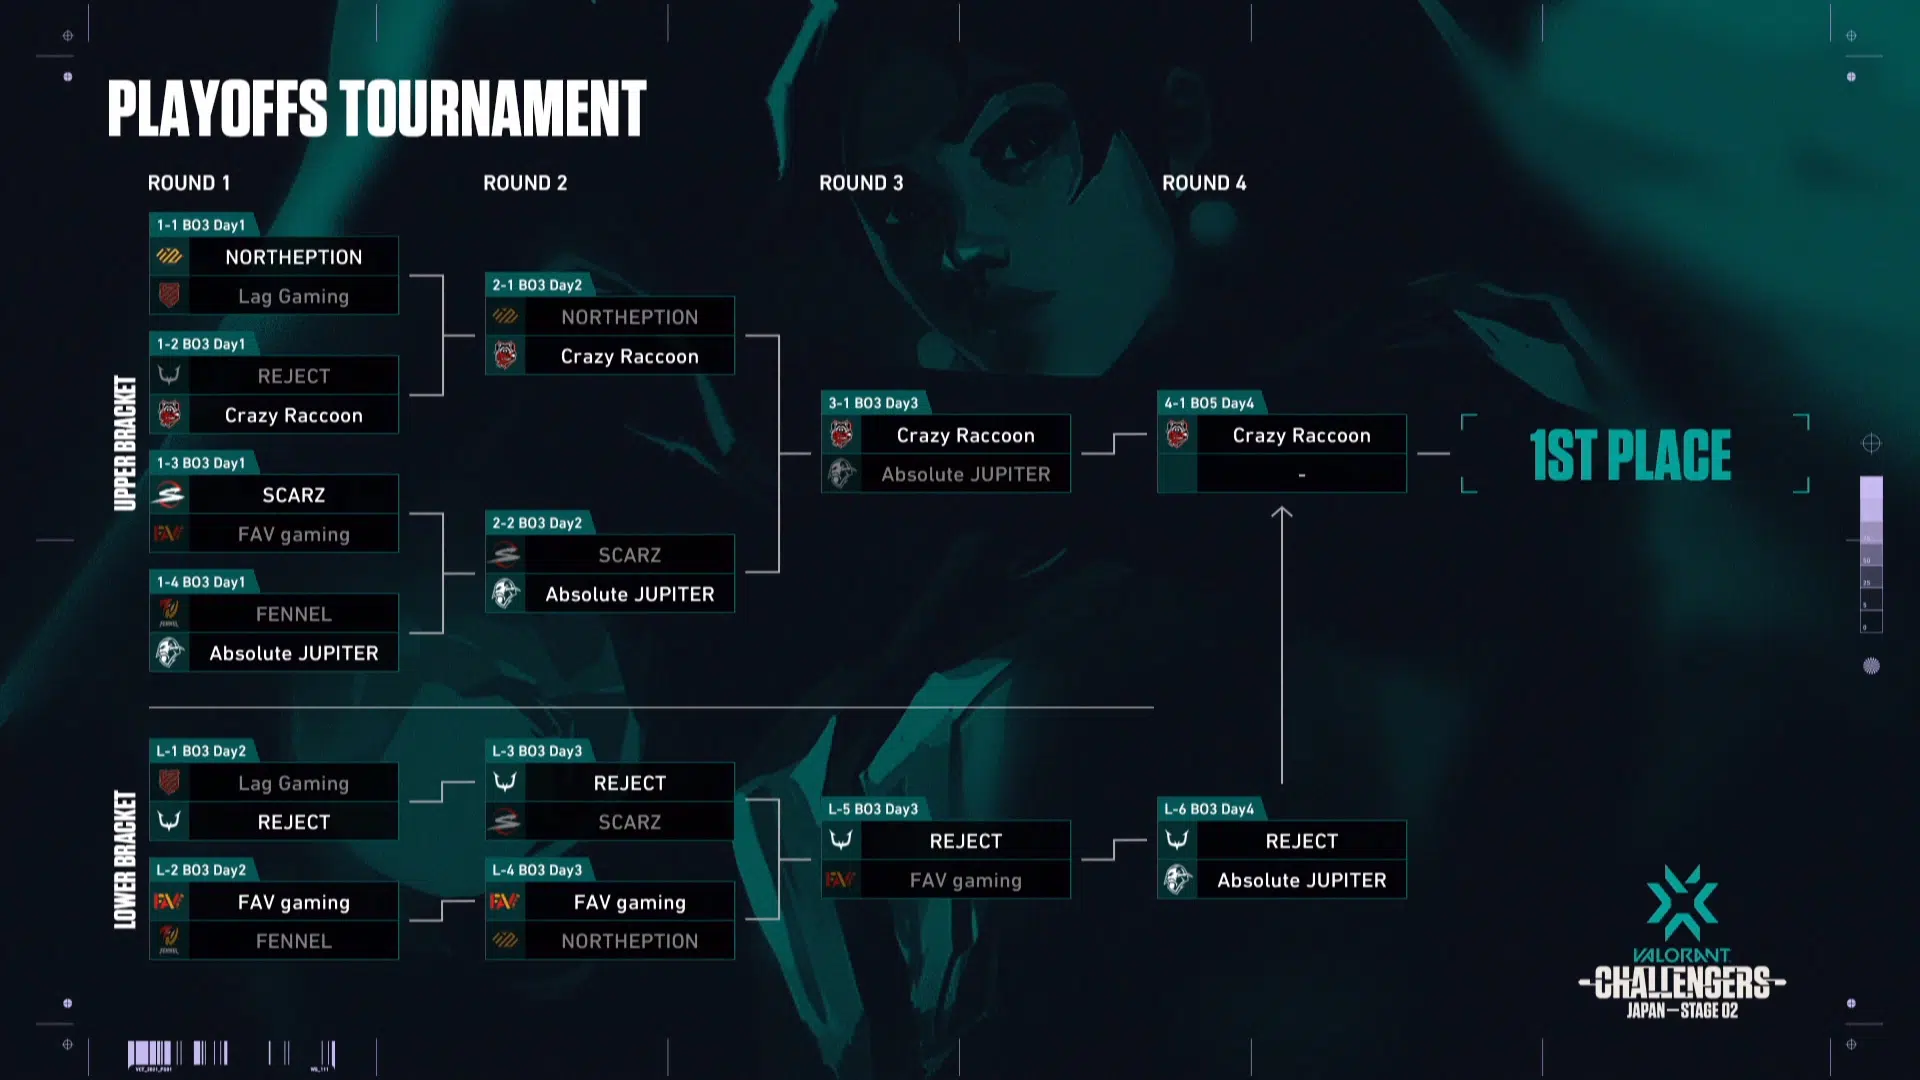 PLAYOFFS TOURNAMENT
ROUND 1
ROUND 2
ROUND 3
ROUND 4
UPPER BRACKET
1-1 BO3 Day1
NORTHEPTION
Lag Gaming
1-2 BO3 Day1
REJECT
Crazy Raccoon
1-3 BO3 Day1
SCARZ
FAV gaming
1-4 BO3 Day1
FENNEL
Absolute JUPITER
2-1 BO3 Day2
NORTHEPTION
Crazy Raccoon
2-2 BO3 Day2
SCARZ
Absolute JUPITER
3-1 BO3 Day3
Crazy Raccoon
Absolute JUPITER
4-1 BO5 Day4
Crazy Raccoon
-
1ST PLACE
LOWER BRACKET
L-1 BO3 Day2
Lag Gaming
REJECT
L-2 BO3 Day2
FAV gaming
FENNEL
L-3 BO3 Day3
REJECT
SCARZ
L-4 BO3 Day3
FAV gaming
NORTHEPTION
L-5 BO3 Day3
REJECT
FAV gaming
L-6 BO3 Day4
REJECT
Absolute JUPITER
VALORANT
CHALLENGERS
JAPAN—STAGE 02